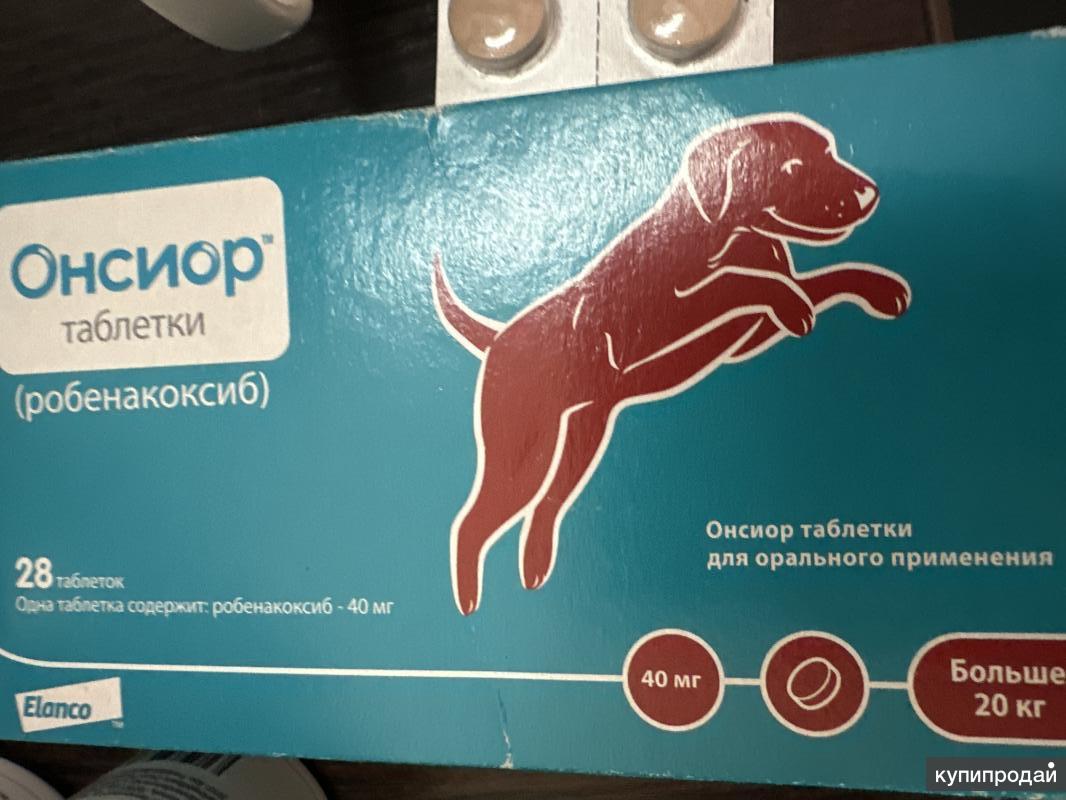 Онсиор™
таблетки
(робенакоксиб)
28 таблеток
Одна таблетка содержит: робенакоксиб - 40 мг
Elanco™
Онсиор таблетки
для орального применения
40 мг
Больше
20 кг
купипродай